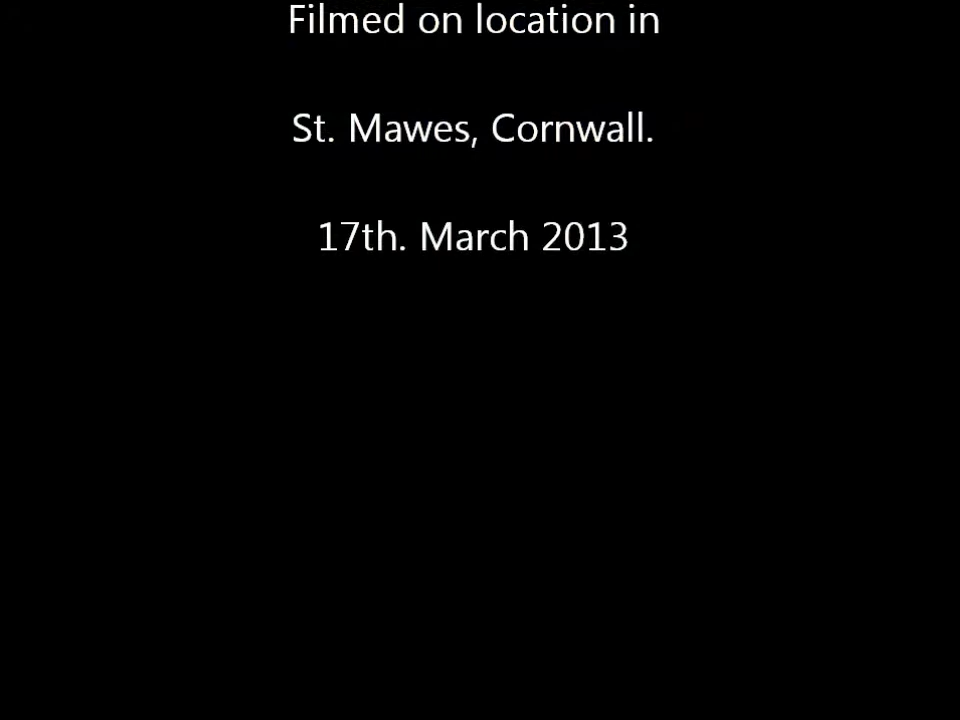 Filmed on location in
St. Mawes, Cornwall.
17th. March 2013